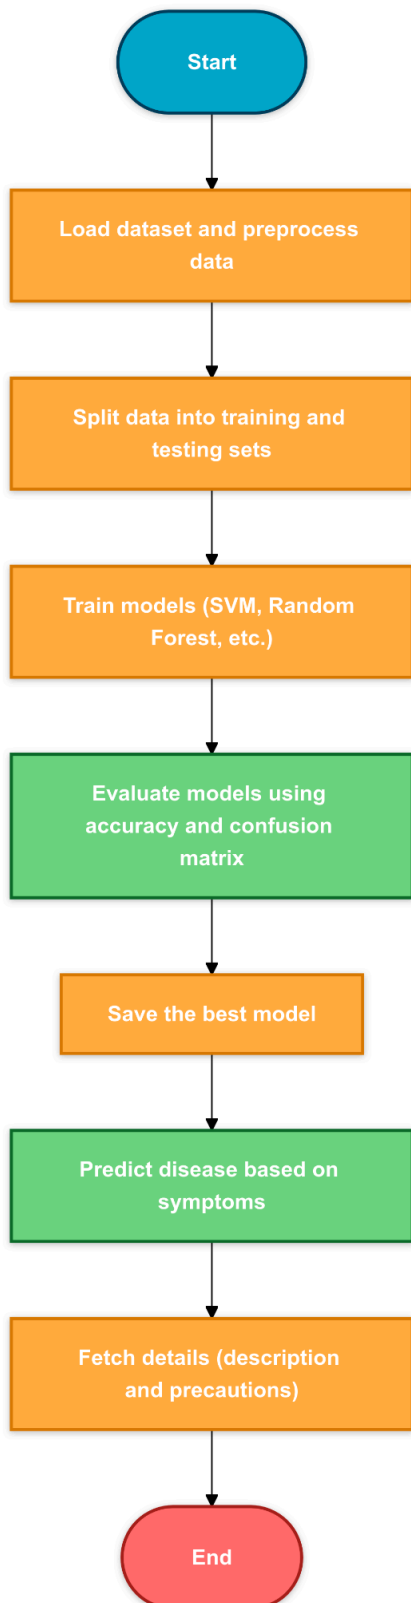 Start
Load dataset and preprocess
data
Split data into training and
testing sets
Train models (SVM, Random
Forest, etc.)
Evaluate models using
accuracy and confusion
matrix
Save the best model
Predict disease based on
symptoms
Fetch details (description
and precautions)
End